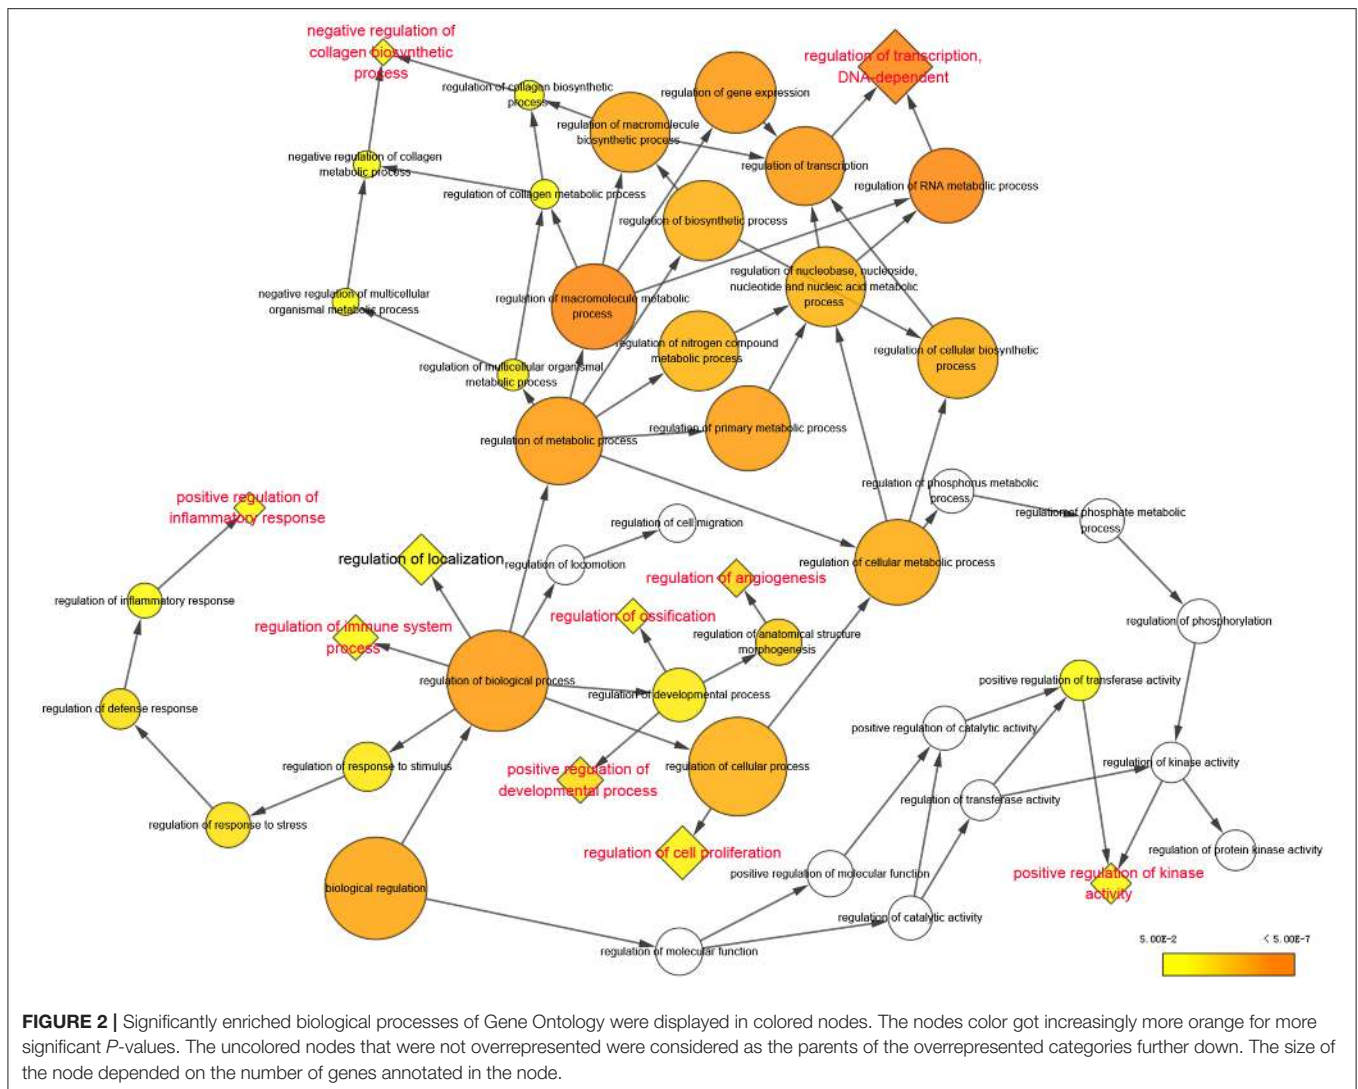 negative regulation of
collagen biosynthetic
process
regulation of collagen biosynthetic
process
regulation of gene expression
regulation of transcription,
DNA-dependent
regulation of macromolecule
biosynthetic process
negative regulation of collagen
metabolic process
regulation of transcription
regulation of RNA metabolic process
regulation of collagen metabolic process
regulation of biosynthetic process
negative regulation of multicellular
organismal metabolic process
regulation of macromolecule metabolic
process
regulation of nucleobase, nucleoside,
nucleotide and nucleic acid metabolic
process
regulation of nitrogen compound
metabolic process
regulation of cellular biosynthetic
process
regulation of multicellular organismal
metabolic process
regulation of metabolic process
regulation of primary metabolic process
regulation of phosphorus metabolic
process
regulation of phosphate metabolic
process
positive regulation of
inflammatory response
regulation of cell migration
regulation of localization
regulation of locomotion
regulation of cellular metabolic process
regulation of angiogenesis
regulation of inflammatory response
regulation of ossification
regulation of immune system
process
regulation of anatomical structure
morphogenesis
regulation of phosphorylation
regulation of biological process
regulation of developmental process
positive regulation of transferase activity
regulation of defense response
positive regulation of catalytic activity
regulation of response to stimulus
positive regulation of
developmental process
regulation of cellular process
regulation of kinase activity
regulation of transferase activity
regulation of response to stress
regulation of cell proliferation
regulation of protein kinase activity
biological regulation
positive regulation of molecular function
positive regulation of kinase
activity
regulation of catalytic activity
regulation of molecular function
5.00E-2
< 5.00E-7
FIGURE 2 | Significantly enriched biological processes of Gene Ontology were displayed in colored nodes. The nodes color got increasingly more orange for more
significant P-values. The uncolored nodes that were not overrepresented were considered as the parents of the overrepresented categories further down. The size of
the node depended on the number of genes annotated in the node.